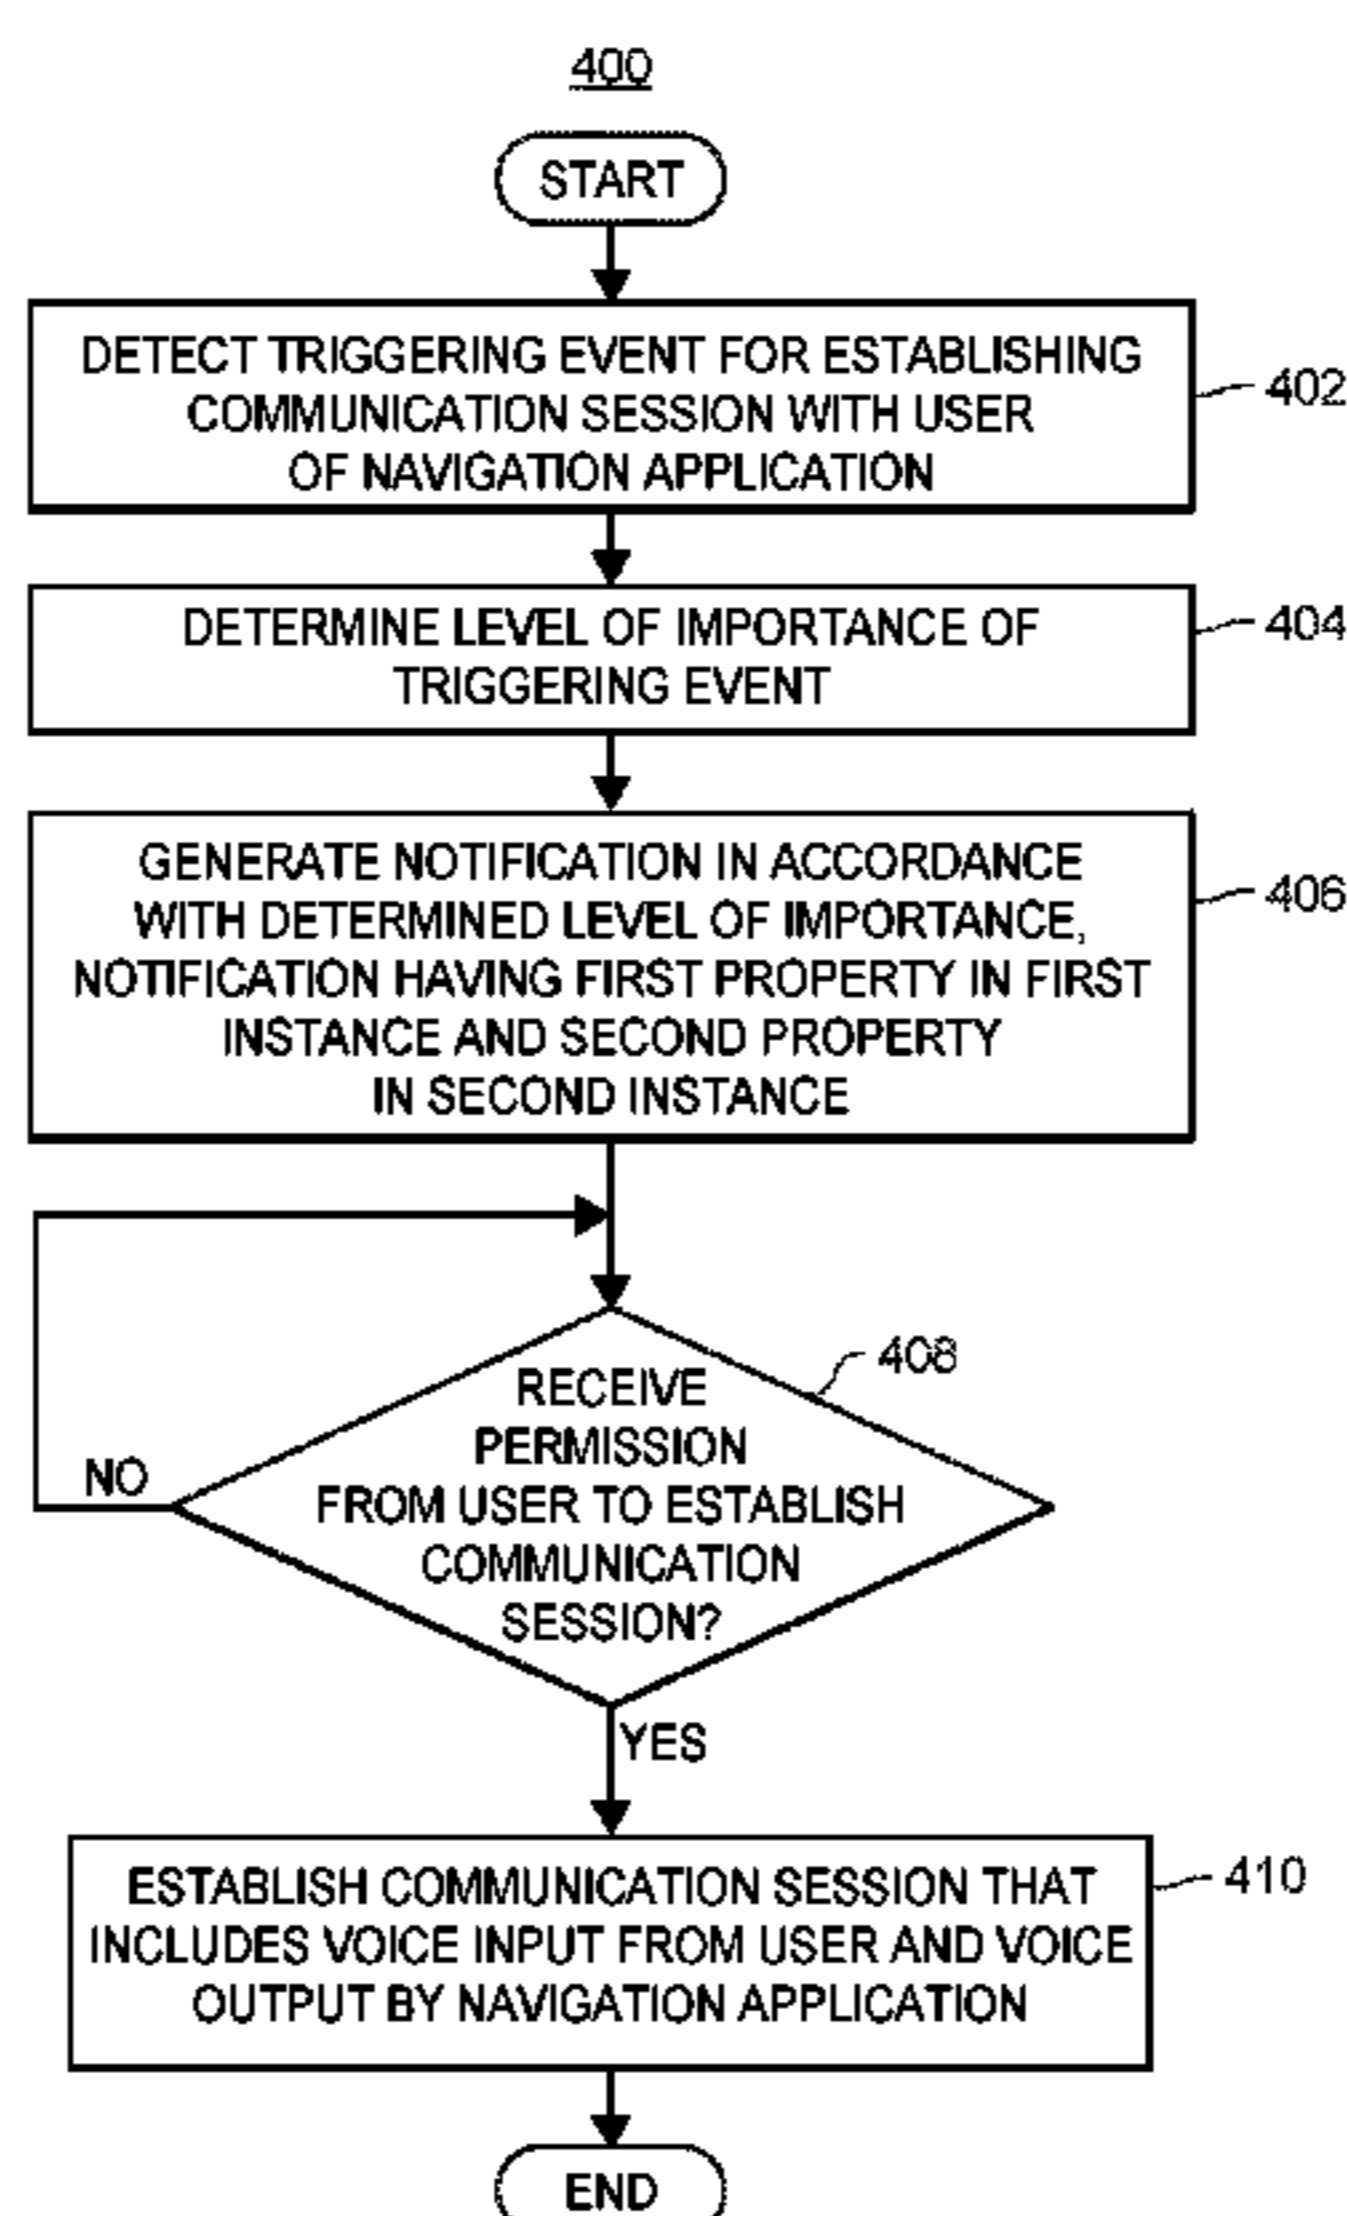 400
START
DETECT TRIGGERING EVENT FOR ESTABLISHING
COMMUNICATION SESSION WITH USER
OF NAVIGATION APPLICATION
402
DETERMINE LEVEL OF IMPORTANCE OF
TRIGGERING EVENT
404
GENERATE NOTIFICATION IN ACCORDANCE
WITH DETERMINED LEVEL OF IMPORTANCE,
NOTIFICATION HAVING FIRST PROPERTY IN FIRST
INSTANCE AND SECOND PROPERTY
IN SECOND INSTANCE
406
RECEIVE
PERMISSION
FROM USER TO ESTABLISH
COMMUNICATION
SESSION?
408
NO
YES
ESTABLISH COMMUNICATION SESSION THAT
INCLUDES VOICE INPUT FROM USER AND VOICE
OUTPUT BY NAVIGATION APPLICATION
410
END